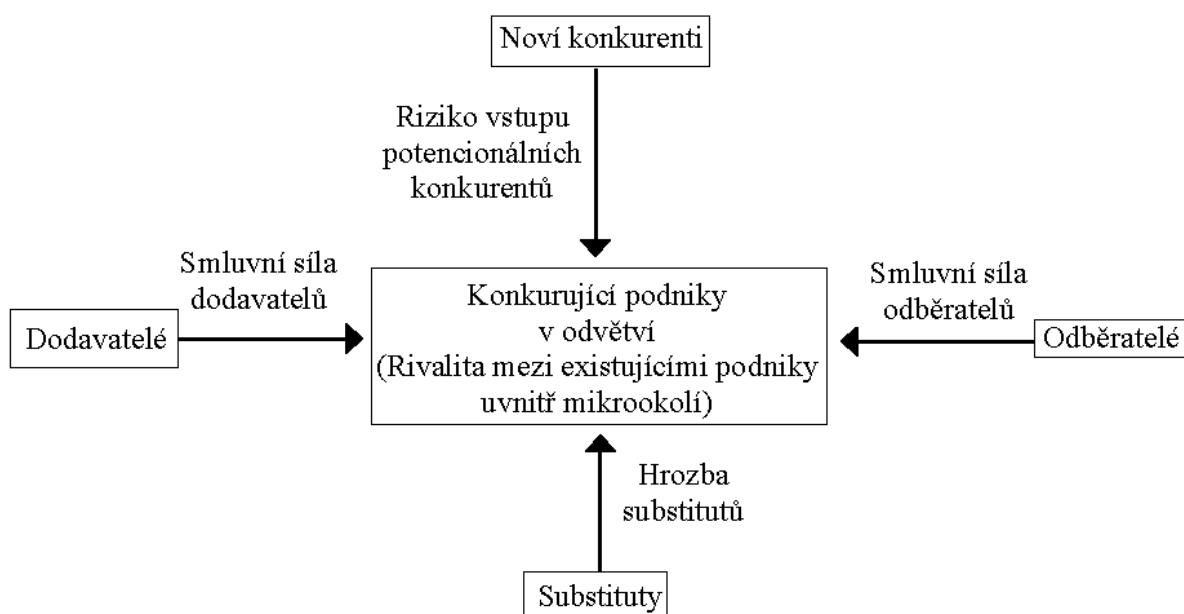 Noví konkurenti
Riziko vstupu
potencionálních
konkurentů
Smluvní síla
dodavatelů
Dodavatelé
Konkurující podniky
v odvětví
(Rivalita mezi existujícími podniky
uvnitř mikrookolí)
Smluvní síla
odběratelů
Odběratelé
Hrozba
substitutů
Substituty